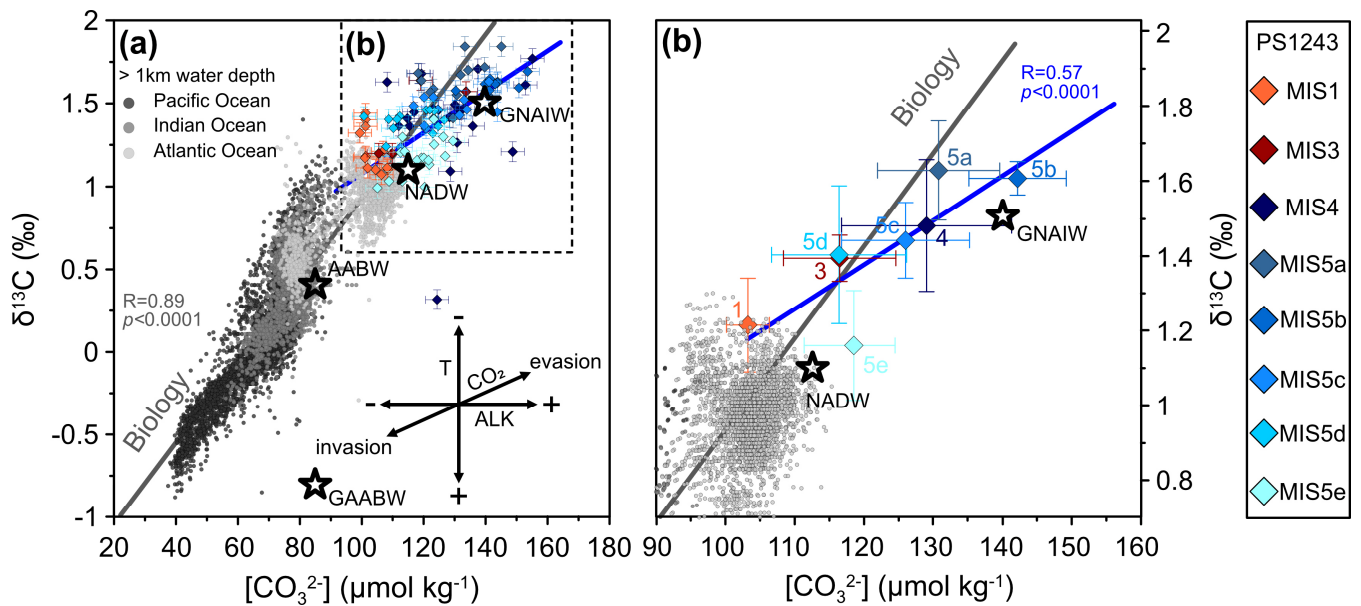 (a)
> 1km water depth
Pacific Ocean
Indian Ocean
Atlantic Ocean
(b)
GNAIW
NADW
AABW
R=0.89
p<0.0001
Biology
GAABW
T
CO₂
evasion
invasion
ALK
-
+
-
+
2
1.5
1
0.5
0
-0.5
-1
δ¹³C (‰)
20 40 60 80 100 120 140 160 180
[CO₃²⁻] (µmol kg⁻¹)
(b)
Biology
R=0.57
p<0.0001
5a
5b
5c
4
GNAIW
5d
3
1
5e
NADW
2
1.8
1.6
1.4
1.2
1
0.8
δ¹³C (‰)
90 100 110 120 130 140 150 160
[CO₃²⁻] (µmol kg⁻¹)
PS1243
MIS1
MIS3
MIS4
MIS5a
MIS5b
MIS5c
MIS5d
MIS5e